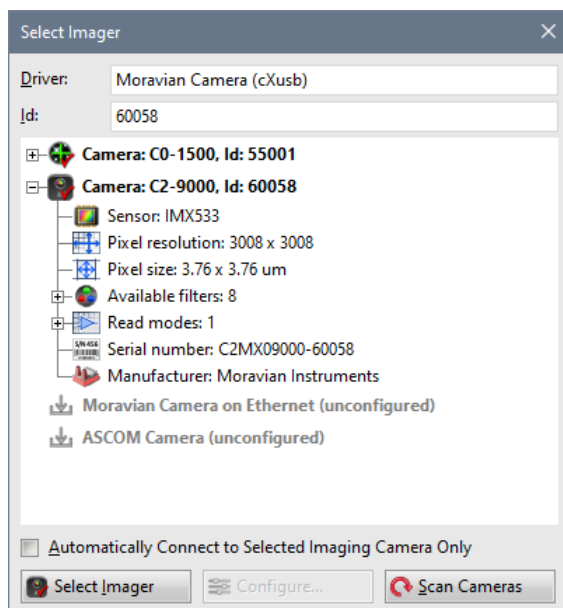 Select Imager
Driver: Moravian Camera (cXusb)
Id: 60058
Camera: C0-1500, Id: 55001
Camera: C2-9000, Id: 60058
Sensor: IMX533
Pixel resolution: 3008 x 3008
Pixel size: 3.76 x 3.76 um
Available filters: 8
Read modes: 1
S/N456
Serial number: C2MX09000-60058
Manufacturer: Moravian Instruments
Moravian Camera on Ethernet (unconfigured)
ASCOM Camera (unconfigured)
Automatically Connect to Selected Imaging Camera Only
Select Imager Configure... Scan Cameras